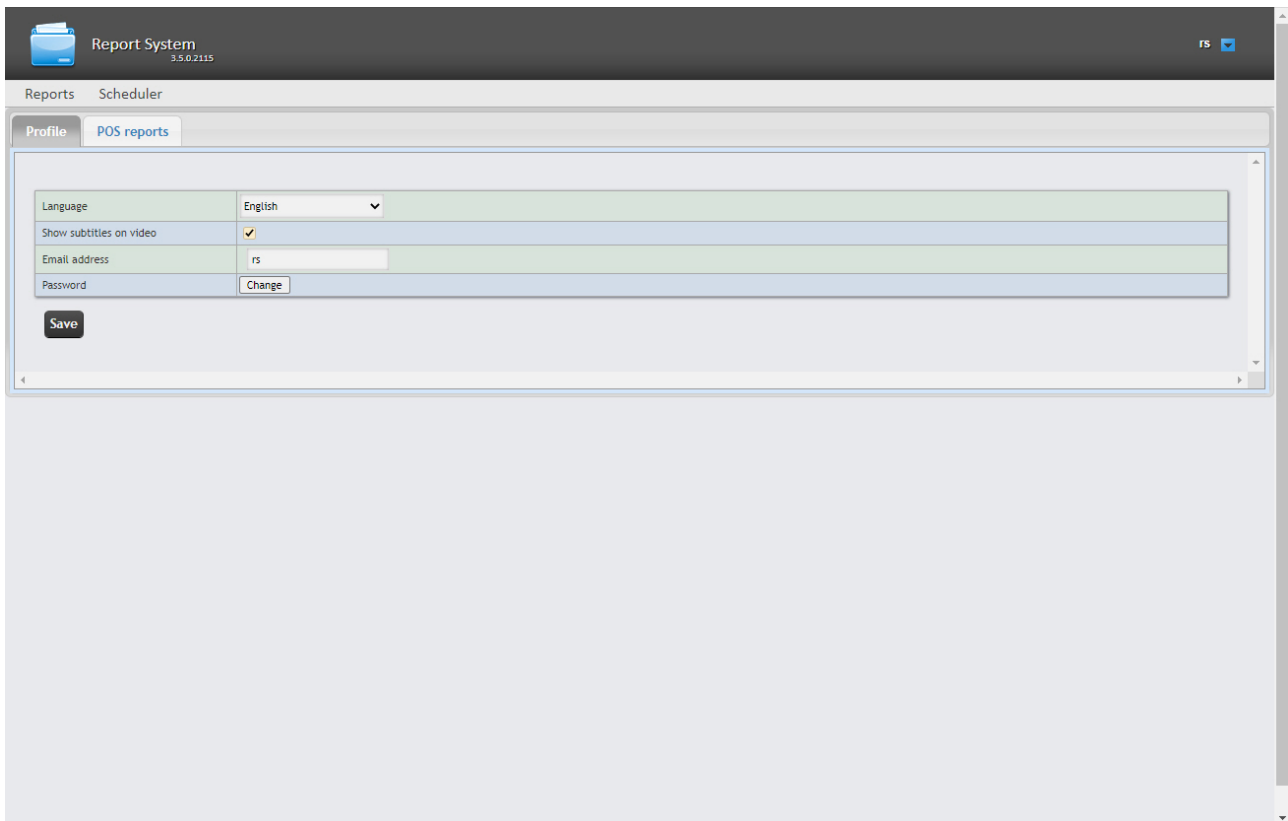 Report System
3.5.0.2115
rs
Reports Scheduler
Profile POS reports
Language English
Show subtitles on video
Email address rs
Password Change
Save